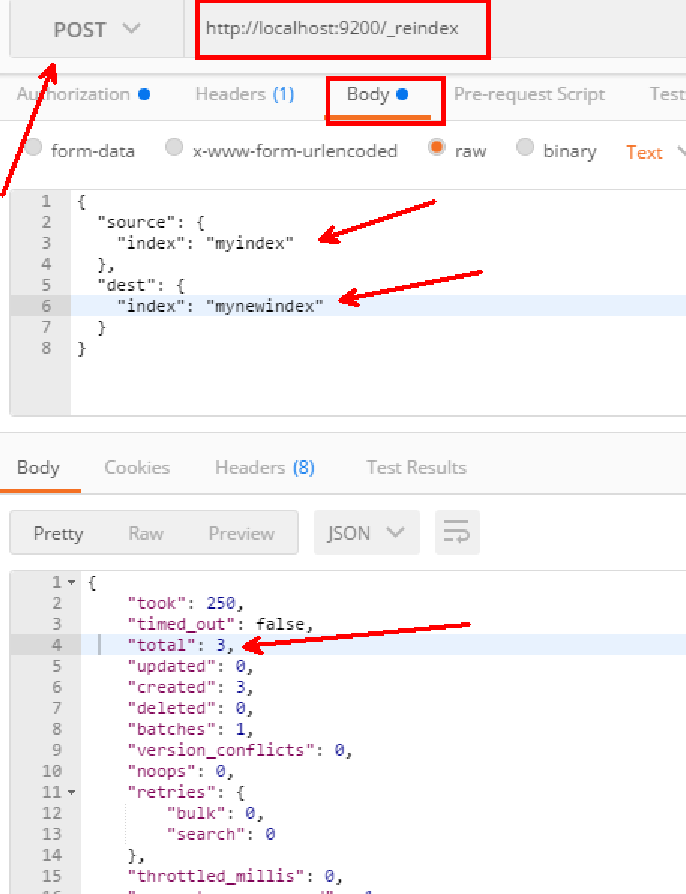 POST http://localhost:9200/_reindex
Authorization Headers (1) Body Pre-request Script Test
form-data x-www-form-urlencoded raw binary Text
1 {
2 "source": {
3 "index": "myindex"
4 },
5 "dest": {
6 "index": "mynewindex"
7 }
8 }
Body Cookies Headers (8) Test Results
Pretty Raw Preview JSON
1 {
2 "took": 250,
3 "timed_out": false,
4 "total": 3,
5 "updated": 0,
6 "created": 3,
7 "deleted": 0,
8 "batches": 1,
9 "version_conflicts": 0,
10 "noops": 0,
11 "retries": {
12 "bulk": 0,
13 "search": 0
14 },
15 "throttled_millis": 0,